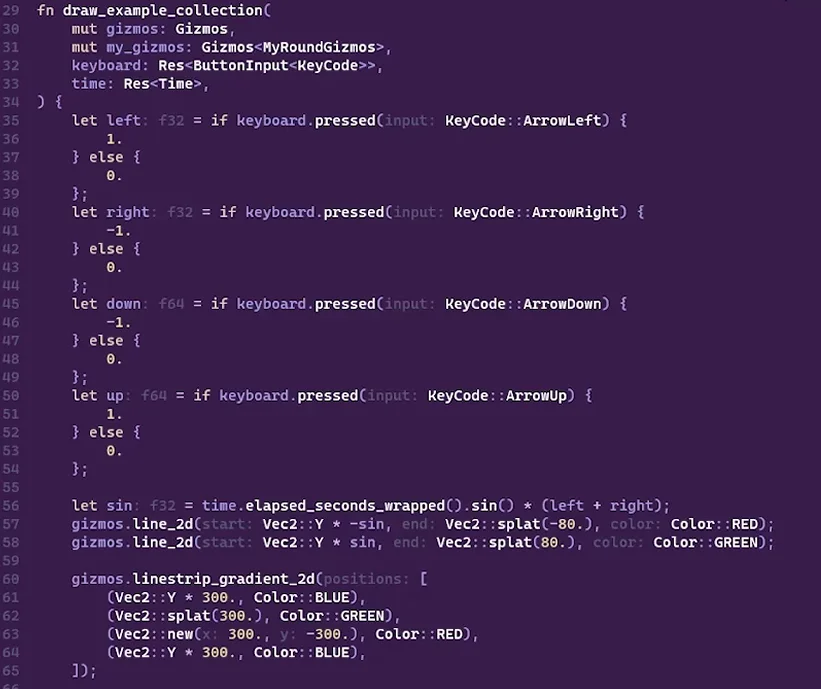 29 fn draw_example_collection(
30     mut gizmos: Gizmos,
31     mut my_gizmos: Gizmos<MyRoundGizmos>,
32     keyboard: Res<ButtonInput<KeyCode>>,
33     time: Res<Time>,
34 ) {
35     let left: f32 = if keyboard.pressed(input: KeyCode::ArrowLeft) {
36         1.
37     } else {
38         0.
39     };
40     let right: f32 = if keyboard.pressed(input: KeyCode::ArrowRight) {
41         -1.
42     } else {
43         0.
44     };
45     let down: f64 = if keyboard.pressed(input: KeyCode::ArrowDown) {
46         -1.
47     } else {
48         0.
49     };
50     let up: f64 = if keyboard.pressed(input: KeyCode::ArrowUp) {
51         1.
52     } else {
53         0.
54     };
55
56     let sin: f32 = time.elapsed_seconds_wrapped().sin() * (left + right);
57     gizmos.line_2d(start: Vec2::Y * -sin, end: Vec2::splat(-80.), color: Color::RED);
58     gizmos.line_2d(start: Vec2::Y * sin, end: Vec2::splat(80.), color: Color::GREEN);
59
60     gizmos.linestrip_gradient_2d(positions: [
61         (Vec2::Y * 300., Color::BLUE),
62         (Vec2::splat(300.), Color::GREEN),
63         (Vec2::new(x: 300., y: -300.), Color::RED),
64         (Vec2::Y * 300., Color::BLUE),
65     ]);
66